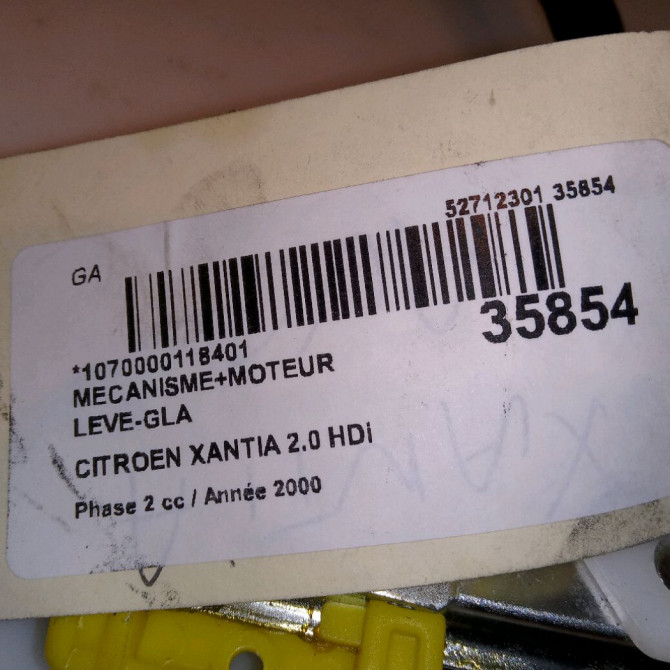 52712301 35854
GA
35854
*1070000118401
MECANISME+MOTEUR
LEVE-GLA
CITROEN XANTIA 2.0 HDi
Phase 2 cc / Année 2000